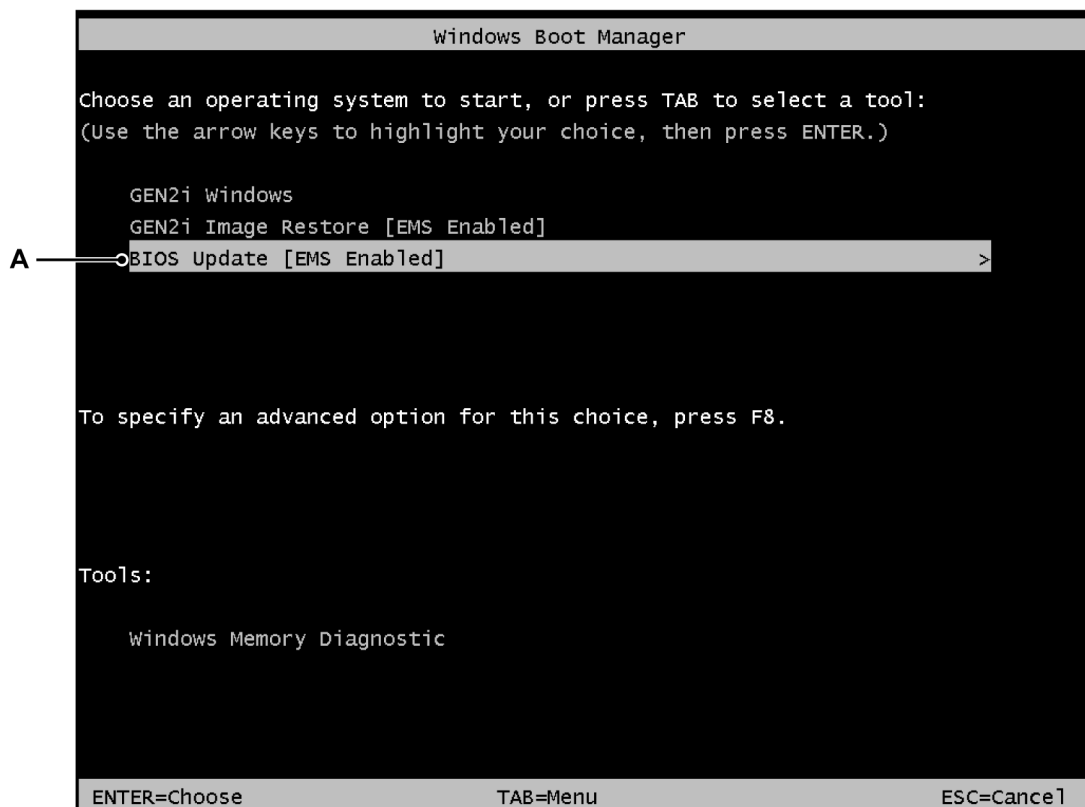 Windows Boot Manager
Choose an operating system to start, or press TAB to select a tool:
(Use the arrow keys to highlight your choice, then press ENTER.)
GEN2i Windows
GEN2i Image Restore [EMS Enabled]
A
BIOS Update [EMS Enabled] >
To specify an advanced option for this choice, press F8.
Tools:
Windows Memory Diagnostic
ENTER=Choose TAB=Menu ESC=Cancel